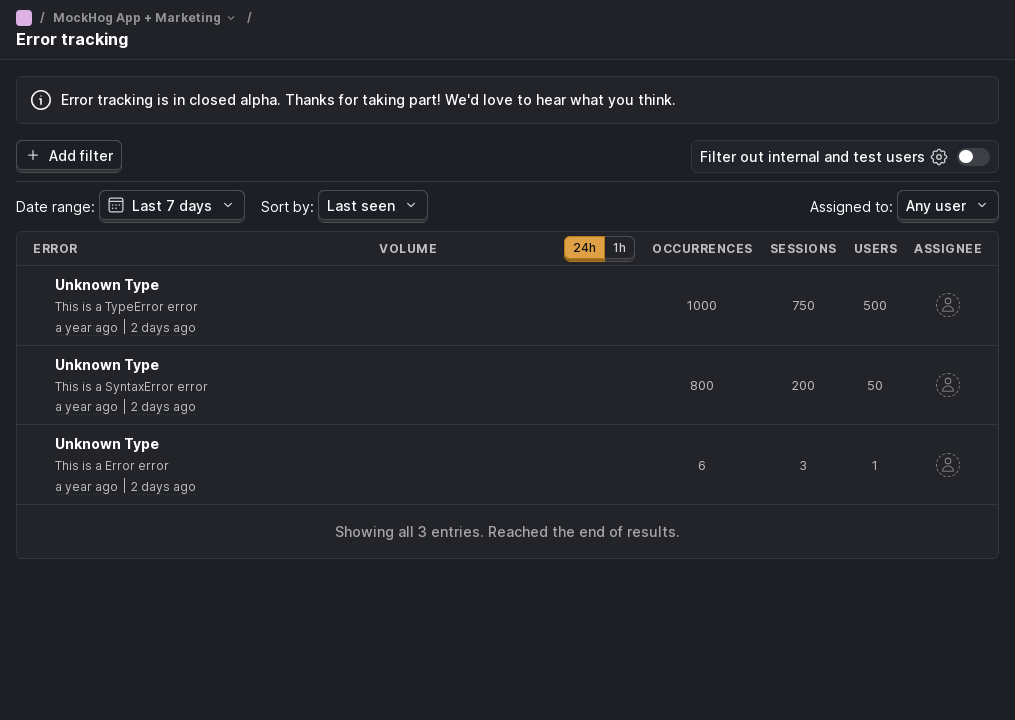 / MockHog App + Marketing /
Error tracking
Error tracking is in closed alpha. Thanks for taking part! We'd love to hear what you think.
Add filter
Filter out internal and test users
Date range: Last 7 days Sort by: Last seen Assigned to: Any user
ERROR VOLUME 24h 1h OCCURRENCES SESSIONS USERS ASSIGNEE
Unknown Type
This is a TypeError error
a year ago | 2 days ago
1000 750 500
Unknown Type
This is a SyntaxError error
a year ago | 2 days ago
800 200 50
Unknown Type
This is a Error error
a year ago | 2 days ago
6 3 1
Showing all 3 entries. Reached the end of results.